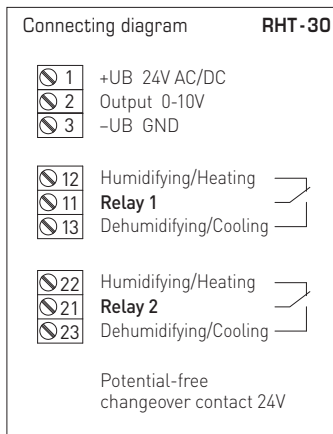 Connecting diagram RHT-30
1 +UB 24V AC/DC
2 Output 0-10V
3 –UB GND
12 Humidifying/Heating
11 Relay 1
13 Dehumidifying/Cooling
22 Humidifying/Heating
21 Relay 2
23 Dehumidifying/Cooling
Potential-free
changeover contact 24V